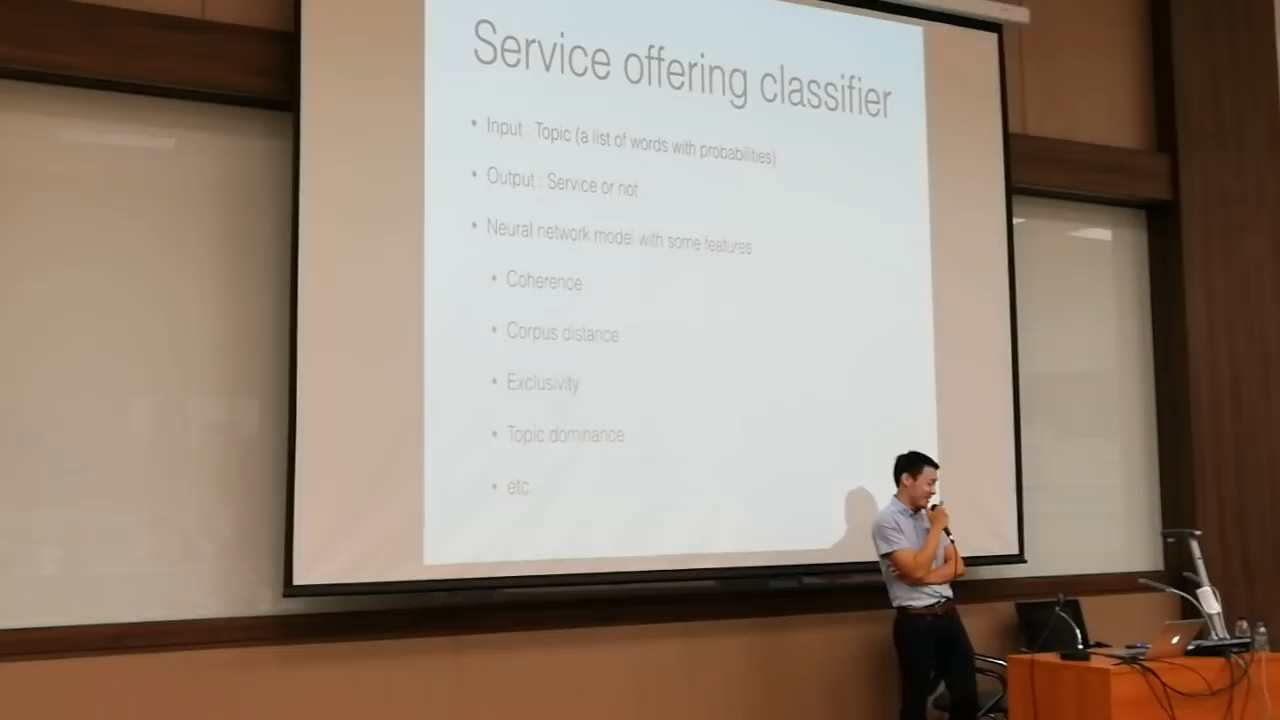 Service offering classifier
• Input : Topic (a list of words with probabilities)
• Output : Service or not
• Neural network model with some features
• Coherence
• Corpus distance
• Exclusivity
• Topic dominance
• etc.